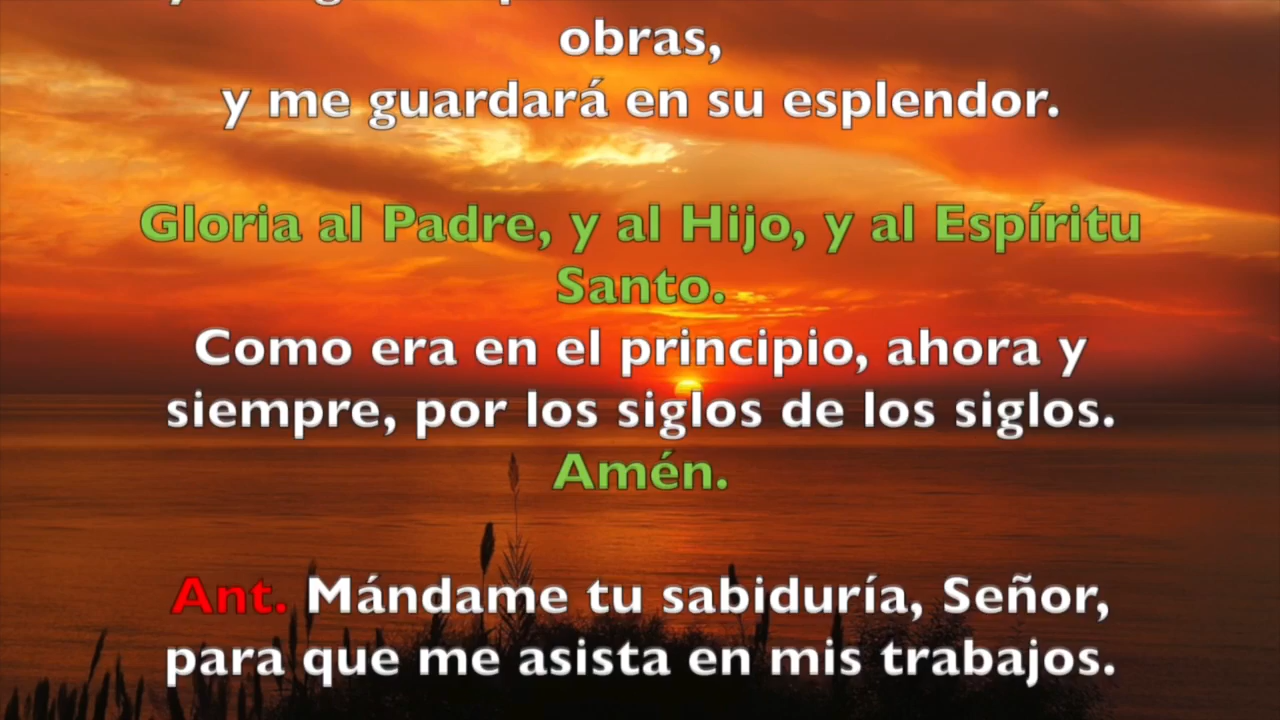 obras,
y me guardará en su esplendor.
Gloria al Padre, y al Hijo, y al Espíritu
Santo.
Como era en el principio, ahora y
siempre, por los siglos de los siglos.
Amén.
Ant. Mándame tu sabiduría, Señor,
para que me asista en mis trabajos.